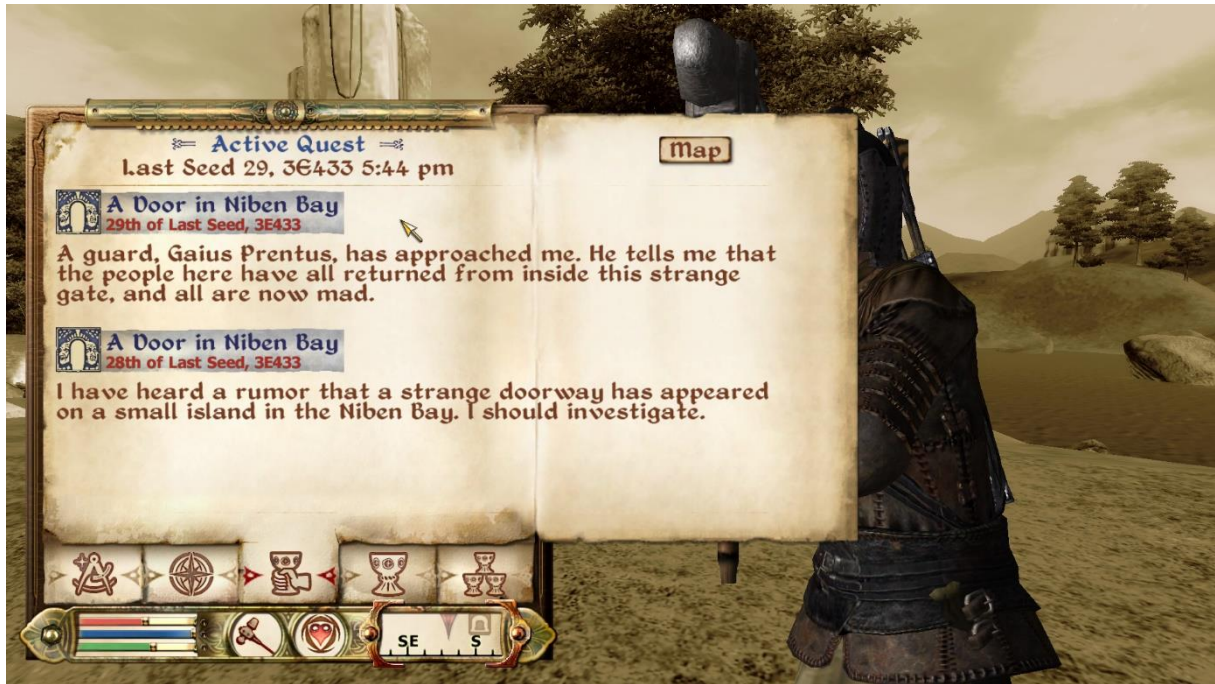 Active Quest
Last Seed 29, 3E433 5:44 pm
Map
A Door in Niben Bay
29th of Last Seed, 3E433
A guard, Gaius Prentus, has approached me. He tells me that
the people here have all returned from inside this strange
gate, and all are now mad.
A Door in Niben Bay
28th of Last Seed, 3E433
I have heard a rumor that a strange doorway has appeared
on a small island in the Niben Bay. I should investigate.
SE S